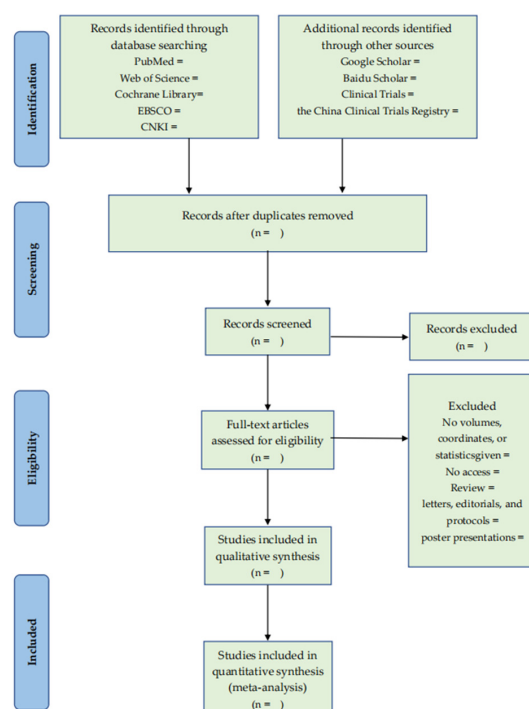 Identification
Records identified through
database searching
PubMed =
Web of Science =
Cochrane Library=
EBSCO =
CNKI =
Additional records identified
through other sources
Google Scholar =
Baidu Scholar =
Clinical Trials =
the China Clinical Trials Registry =
Screening
Records after duplicates removed
(n = )
Records screened
(n = )
Records excluded
(n = )
Eligibility
Full-text articles
assessed for eligibility
(n = )
Excluded
No volumes,
coordinates, or
statisticsgiven =
No access =
Review =
letters, editorials, and
protocols =
poster presentations =
Studies included in
qualitative synthesis
(n = )
Included
Studies included in
quantitative synthesis
(meta-analysis)
(n = )